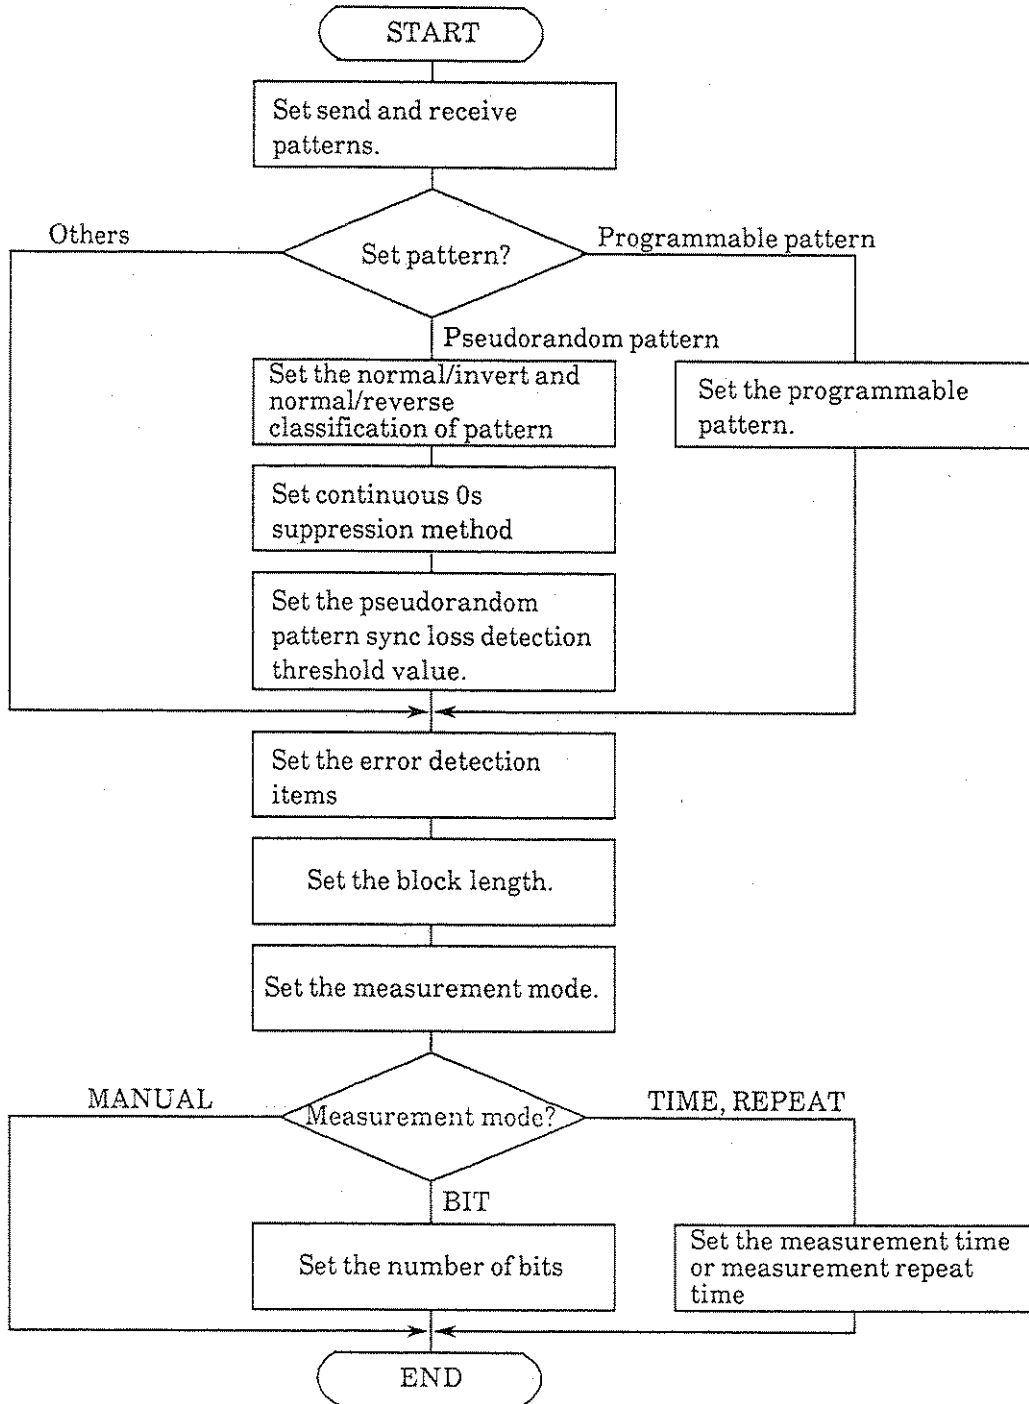 START
Set send and receive
patterns.
Others
Set pattern?
Programmable pattern
Pseudorandom pattern
Set the normal/invert and
normal/reverse
classification of pattern
Set the programmable
pattern.
Set continuous 0s
suppression method
Set the pseudorandom
pattern sync loss detection
threshold value.
Set the error detection
items
Set the block length.
Set the measurement mode.
MANUAL
Measurement mode?
TIME, REPEAT
BIT
Set the number of bits
Set the measurement time
or measurement repeat
time
END